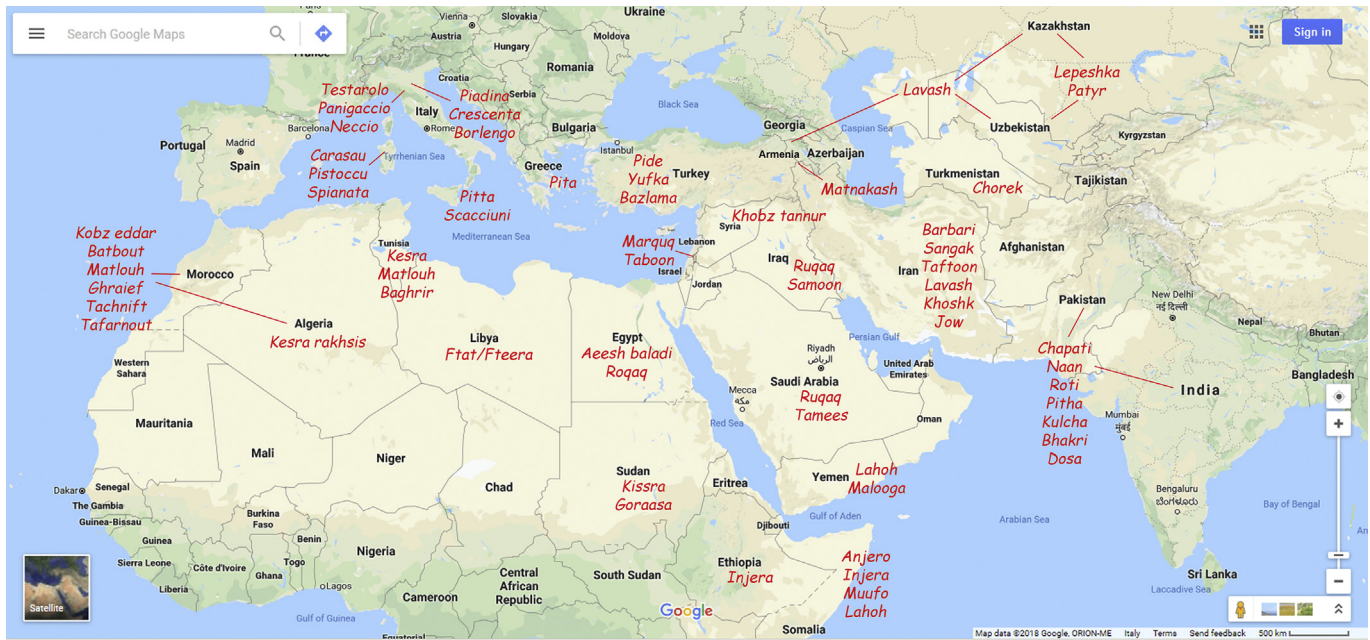 Paris
Ukraine
Vienna
Slovakia
Search Google Maps
Sign in
Kazakhstan
Austria
Moldova
Hungary
France
Romania
Croatia
Lepeshka
Patyr
Testarolo
Panigaccio
Neccio
Piadina
Crescenta
Borlengo
Serbia
Lavash
Italy
Rome
Black Sea
Barcelona
Bulgaria
Georgia
Caspian Sea
Uzbekistan
Kyrgyzstan
Portugal
Madrid
Spain
Istanbul
Armenia
Azerbaijan
Carasau
Pistoccu
Spianata
Tyrrhenian Sea
Greece
Pita
Pide
Yufka
Bazlama
Turkey
Turkmenistan
Chorek
Tajikistan
Matnakash
Pitta
Scacciuni
Khobz tannur
Syria
Mediterranean Sea
Kobz eddar
Batbout
Matlouh
Ghraief
Tachnift
Tafarnout
Morocco
Tunisia
Kesra
Matlouh
Baghrir
Marquq
Taboon
Lebanon
Israel
Jordan
Iraq
Ruqaq
Samoon
Iran
Barbari
Sangak
Taftoon
Lavash
Khoshk
Jow
Afghanistan
Pakistan
New Delhi
नई दिल्ली
Nepal
Bhutan
Algeria
Kesra rakhsis
Libya
Ftat/Fteera
Egypt
Aeesh baladi
Roqaq
Persian Gulf
Riyadh
الرياض
United Arab
Emirates
Chapati
Naan
Roti
Pitha
Kulcha
Bhakri
Dosa
India
Bangladesh
Western
Sahara
Saudi Arabia
Ruqaq
Tamees
Mecca
مكة
Oman
Mumbai
मुंबई
Red Sea
Mauritania
Mali
Niger
Chad
Sudan
Kissra
Goraasa
Eritrea
Yemen
Lahoh
Malooga
Dakar
Senegal
The Gambia
Guinea-Bissau
Guinea
Sierra Leone
Liberia
Burkina
Faso
Benin
Togo
Côte d'Ivoire
Ghana
Nigeria
Lagos
Gulf of Aden
Djibouti
Arabian Sea
Bengaluru
ಬೆಂಗಳೂರು
Bay of Bengal
Ethiopia
Injera
Anjero
Injera
Muufo
Lahoh
South Sudan
Central
African
Republic
Cameroon
Sri Lanka
Laccadive Sea
Satellite
Gulf of Guinea
Google
Somalia
Map data ©2018 Google, ORION-ME Italy Terms Send feedback 500 km